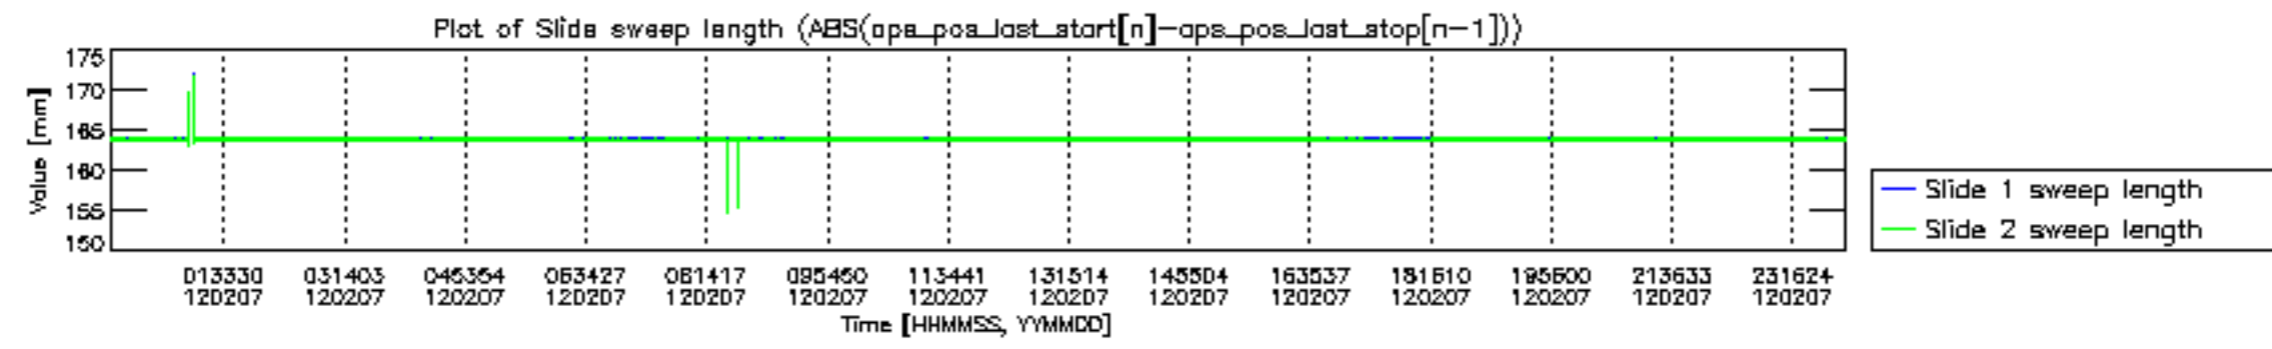 Plot of Slide sweep length (ABS(aps_pos_last_start[n]-aps_pos_last_stop[n-1]))
175
170
165
160
155
150
Value [mm]
013330 031403 045354 063427 081417 095450 113441 131514 145504 163537 181610 195600 213633 231624
120207 120207 120207 120207 120207 120207 120207 120207 120207 120207 120207 120207 120207 120207
Time [HHMMSS, YYMMDD]
Slide 1 sweep length
Slide 2 sweep length